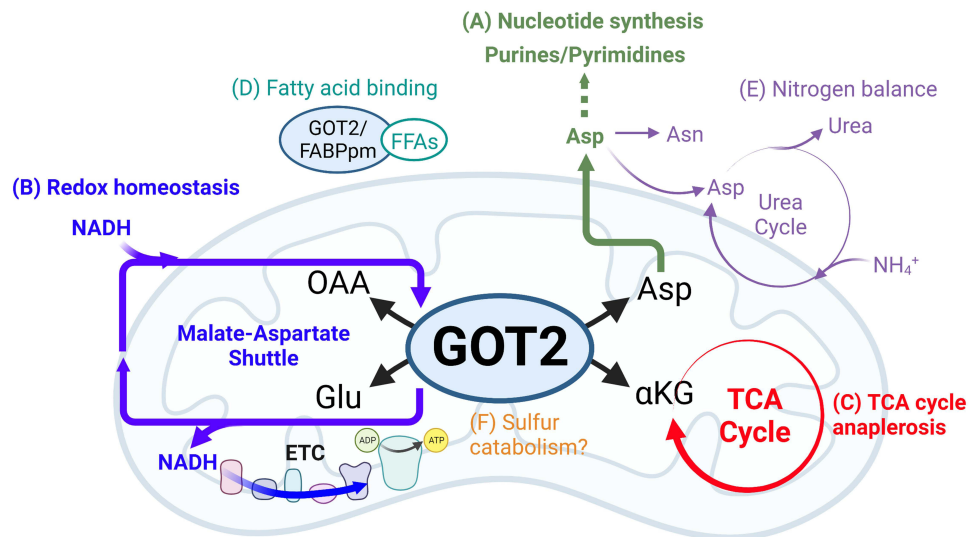 (A) Nucleotide synthesis
Purines/Pyrimidines
(D) Fatty acid binding
GOT2/
FABPpm
FFAs
(E) Nitrogen balance
Asp
Asn
Urea
Asp
Urea
Cycle
NH₄⁺
(B) Redox homeostasis
NADH
OAA
Asp
Malate-Aspartate
Shuttle
GOT2
Glu
αKG
TCA
Cycle
(C) TCA cycle
anaplerosis
(F) Sulfur
catabolism?
NADH
ETC
ADP
ATP